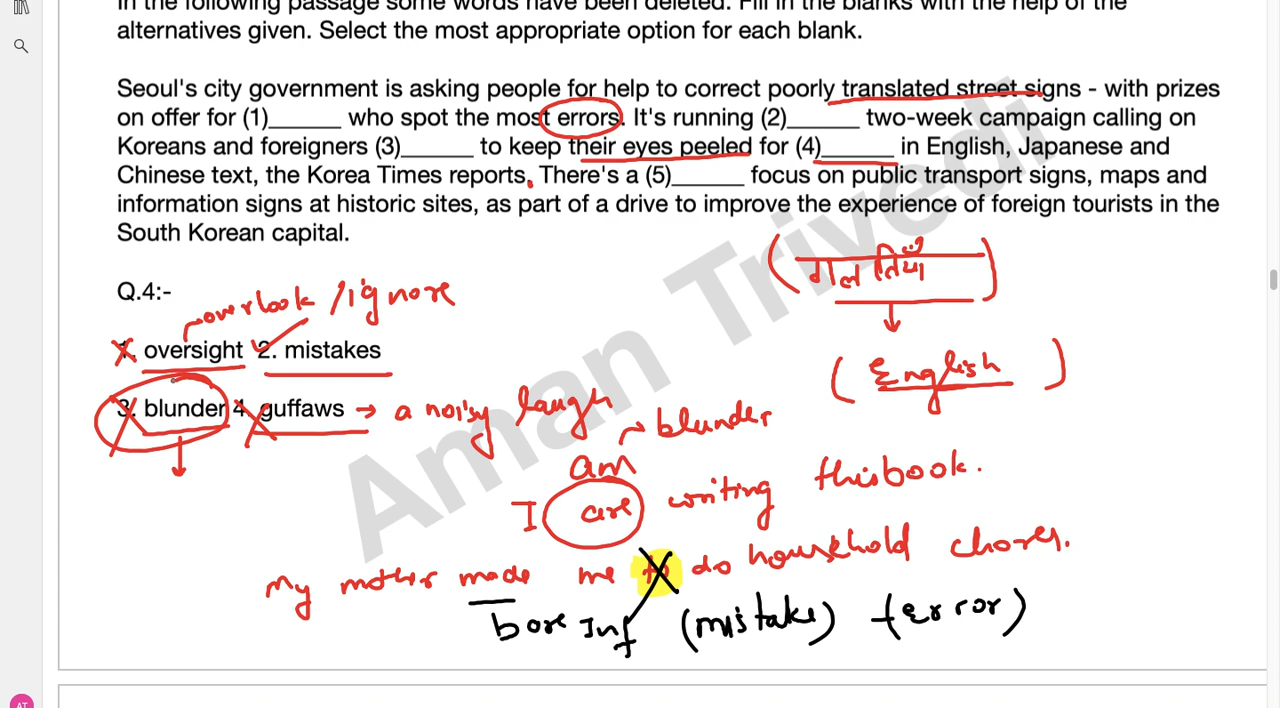 In the following passage some words have been deleted. Fill in the blanks with the help of the
alternatives given. Select the most appropriate option for each blank.
Seoul's city government is asking people for help to correct poorly translated street signs - with prizes
on offer for (1)______ who spot the most errors. It's running (2)______ two-week campaign calling on
Koreans and foreigners (3)______ to keep their eyes peeled for (4)______ in English, Japanese and
Chinese text, the Korea Times reports. There's a (5)______ focus on public transport signs, maps and
information signs at historic sites, as part of a drive to improve the experience of foreign tourists in the
South Korean capital.
Q.4:-
overlook / ignore
1. oversight 2. mistakes
3. blunder 4. guffaws → a noisy laugh
(English)
blunder
am
I are writing this book.
my mother made me to do household chores.
bare Inf (mistake) (error)
Aman Trivedi
AT